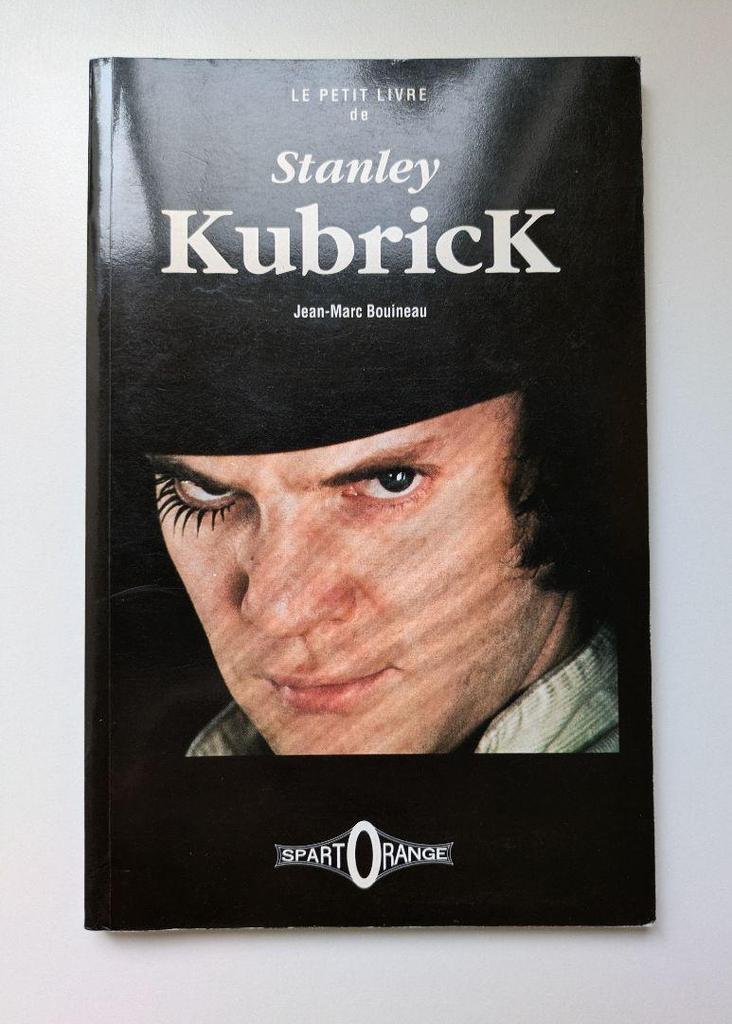 LE PETIT LIVRE
de
Stanley
KubricK
Jean-Marc Bouineau
SPARTORANGE